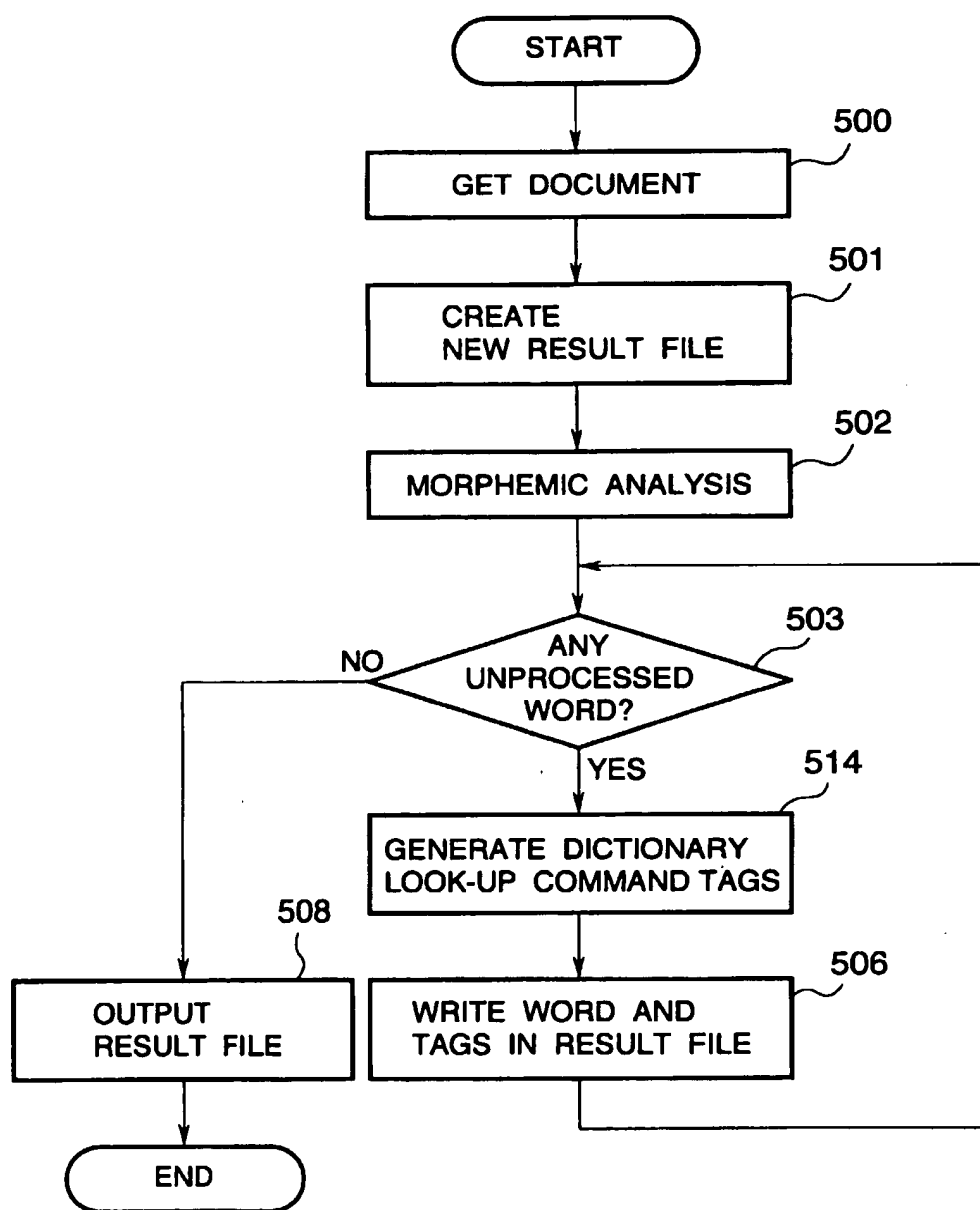 START
500
GET DOCUMENT
501
CREATE
NEW RESULT FILE
502
MORPHEMIC ANALYSIS
503
ANY
UNPROCESSED
WORD?
NO
YES
514
GENERATE DICTIONARY
LOOK-UP COMMAND TAGS
508
OUTPUT
RESULT FILE
506
WRITE WORD AND
TAGS IN RESULT FILE
END